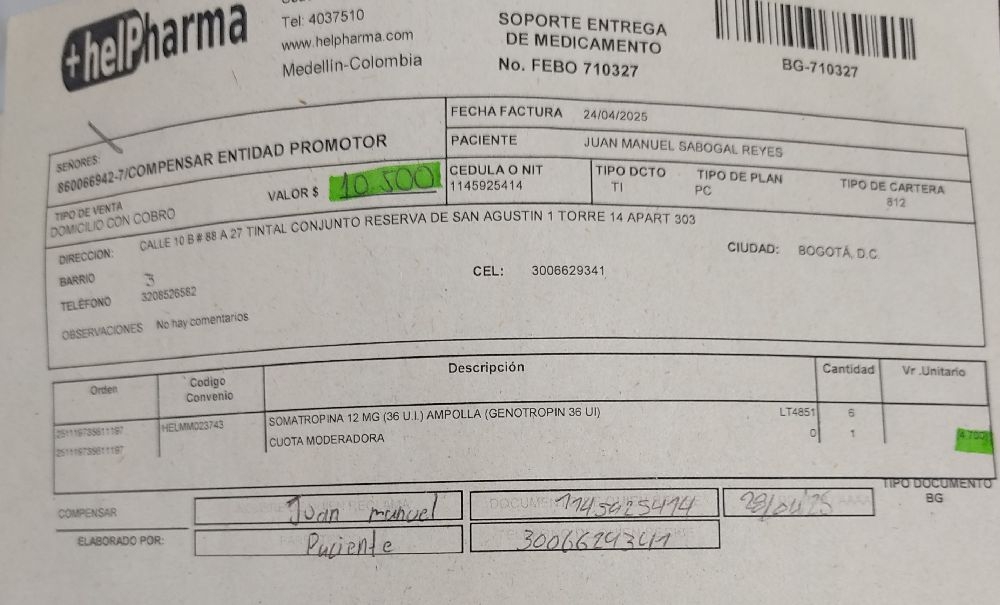 +helPharma
Tel: 4037510
www.helpharma.com
Medellín-Colombia
SOPORTE ENTREGA
DE MEDICAMENTO
No. FEBO 710327
BG-710327
SEÑORES:
860066942-7/COMPENSAR ENTIDAD PROMOTOR
FECHA FACTURA 24/04/2025
PACIENTE JUAN MANUEL SABOGAL REYES
TIPO DE VENTA
DOMICILIO CON COBRO
VALOR $ 10.500
CEDULA O NIT
1145925414
TIPO DCTO
TI
TIPO DE PLAN
PC
TIPO DE CARTERA
812
DIRECCION: CALLE 10 B # 88 A 27 TINTAL CONJUNTO RESERVA DE SAN AGUSTIN 1 TORRE 14 APART 303
CIUDAD: BOGOTÁ, D.C.
BARRIO 3
CEL: 3006629341
TELÉFONO 3208526582
OBSERVACIONES No hay comentarios
Orden Codigo Convenio Descripción Cantidad Vr .Unitario
251119735611197 HELMM023743 SOMATROPINA 12 MG (36 U.I.) AMPOLLA (GENOTROPIN 36 UI) LT4851 6
251119735611197 CUOTA MODERADORA 0 1 4.700
TIPO DOCUMENTO
BG
COMPENSAR Juan manuel 1145925414 28/04/25
ELABORADO POR: Paciente 3006629341